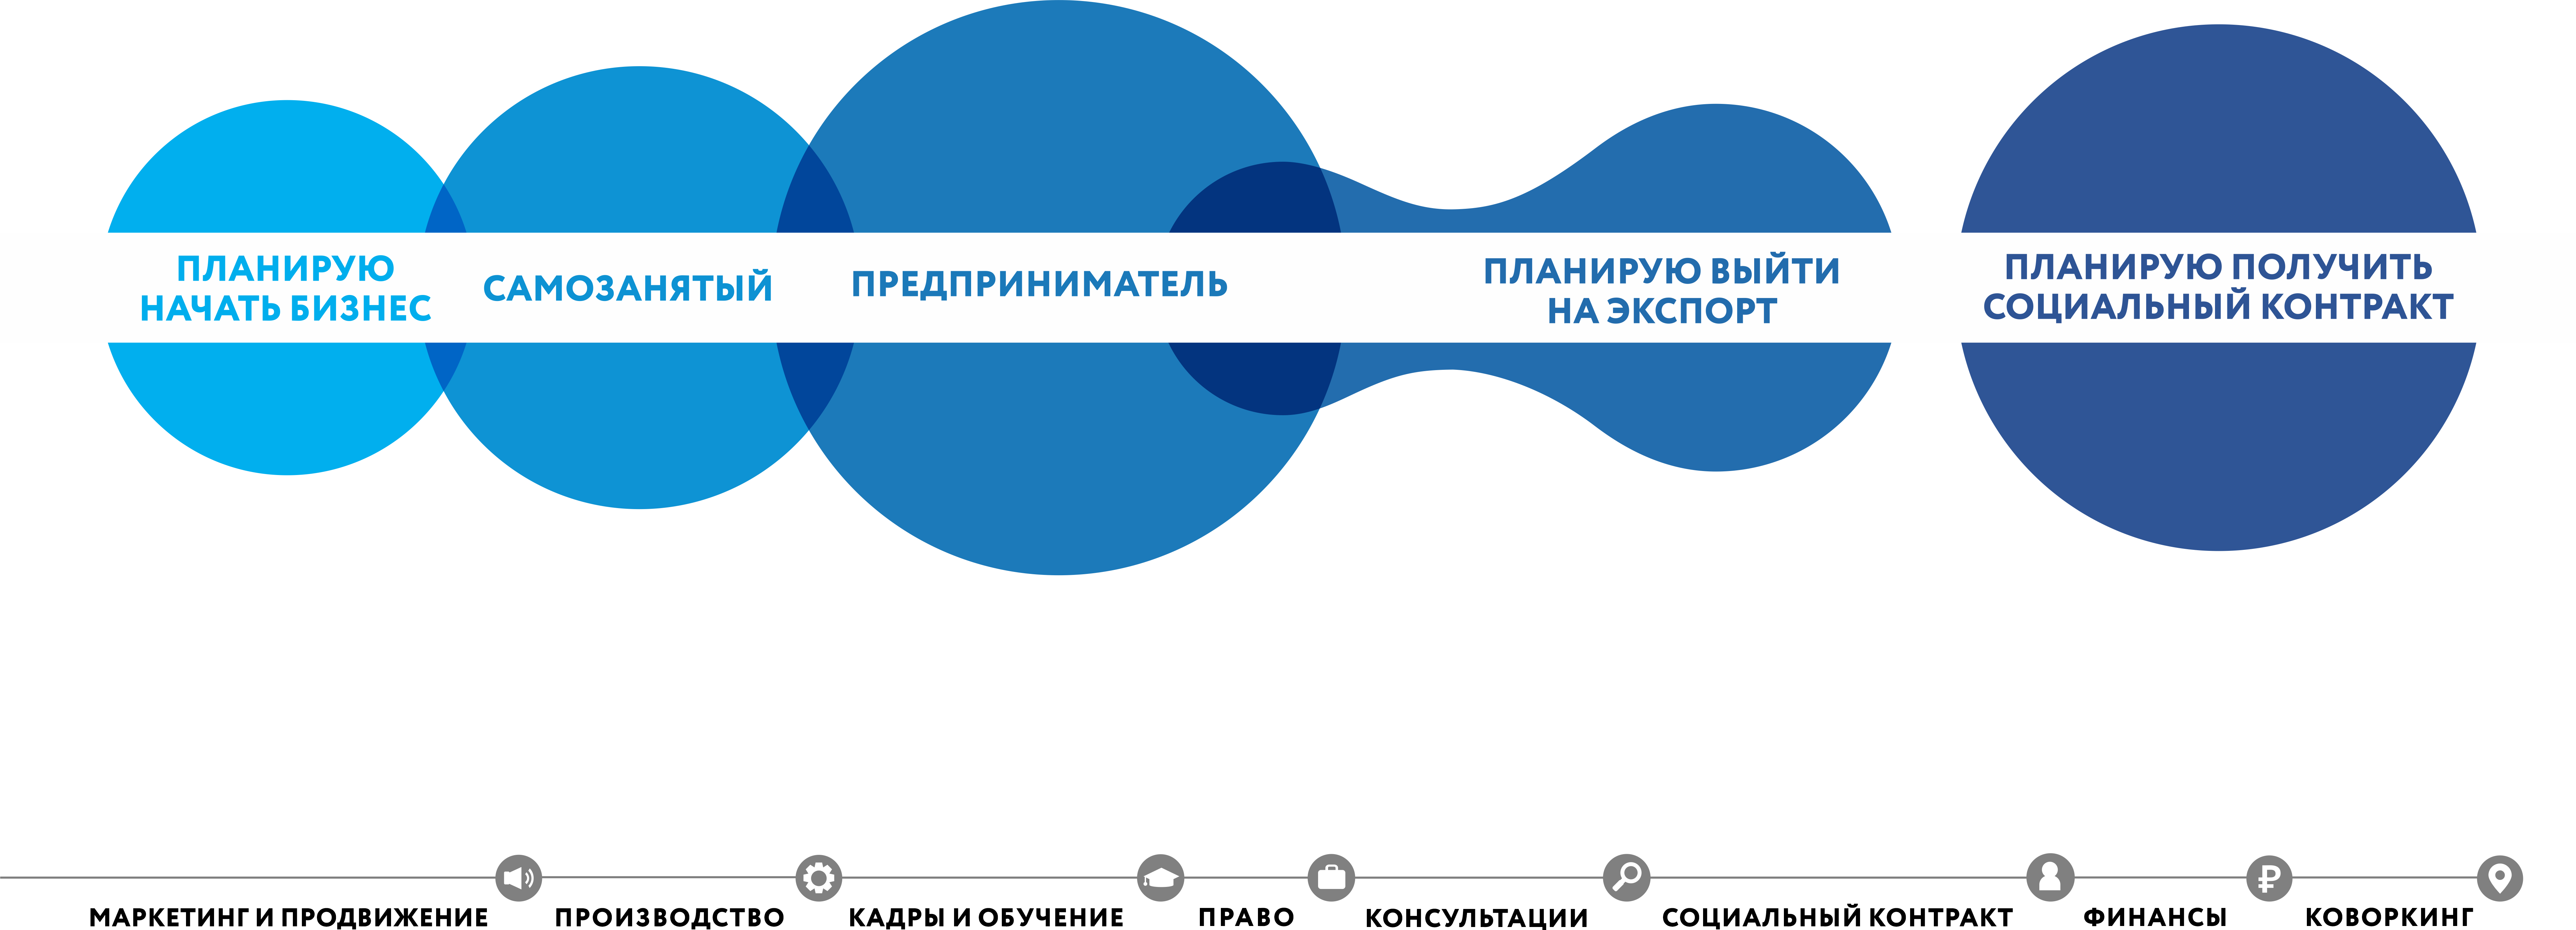 ПЛАНИРУЮ
НАЧАТЬ БИЗНЕС
САМОЗАНЯТЫЙ
ПРЕДПРИНИМАТЕЛЬ
ПЛАНИРУЮ ВЫЙТИ
НА ЭКСПОРТ
ПЛАНИРУЮ ПОЛУЧИТЬ
СОЦИАЛЬНЫЙ КОНТРАКТ
МАРКЕТИНГ И ПРОДВИЖЕНИЕ
ПРОИЗВОДСТВО
КАДРЫ И ОБУЧЕНИЕ
ПРАВО
КОНСУЛЬТАЦИИ
СОЦИАЛЬНЫЙ КОНТРАКТ
ФИНАНСЫ
КОВОРКИНГ